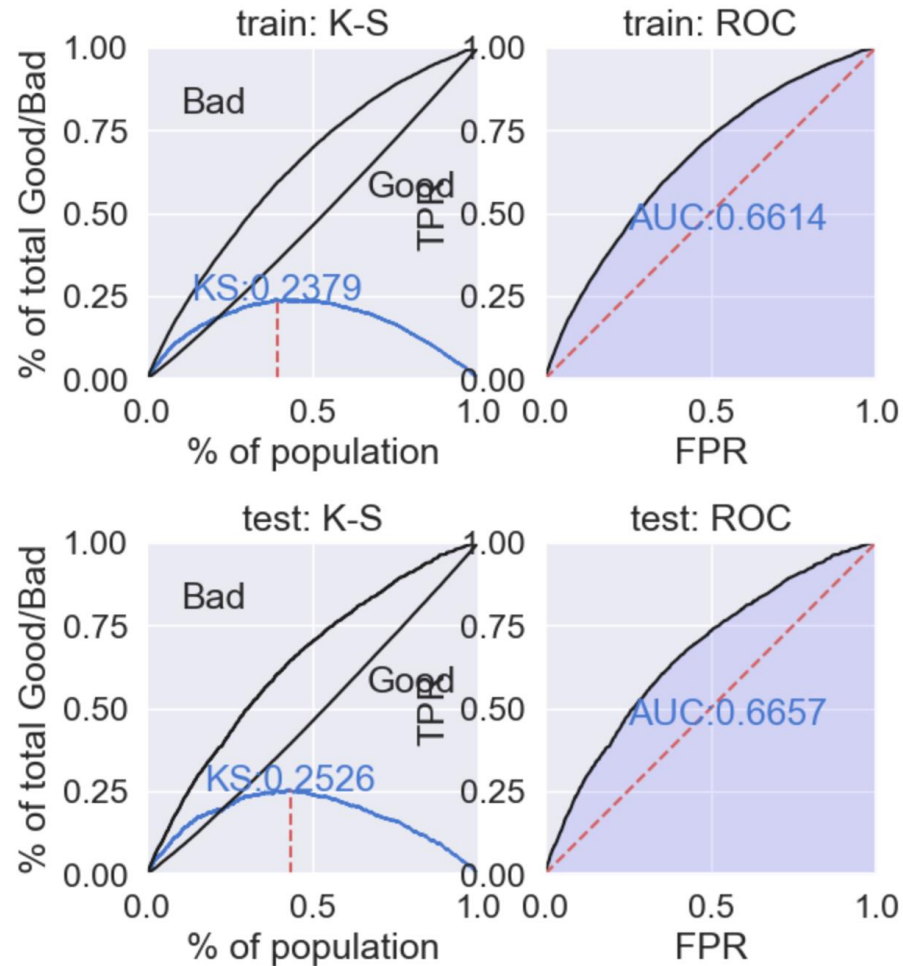 train: K-S
% of total Good/Bad
1.00
0.75
0.50
0.25
0.00
Bad
Good
KS:0.2379
0.0
0.5
1.0
% of population
train: ROC
TPR
1.00
0.75
0.50
0.25
0.00
AUC:0.6614
0.0
0.5
1.0
FPR
test: K-S
% of total Good/Bad
1.00
0.75
0.50
0.25
0.00
Bad
Good
KS:0.2526
0.0
0.5
1.0
% of population
test: ROC
TPR
1.00
0.75
0.50
0.25
0.00
AUC:0.6657
0.0
0.5
1.0
FPR